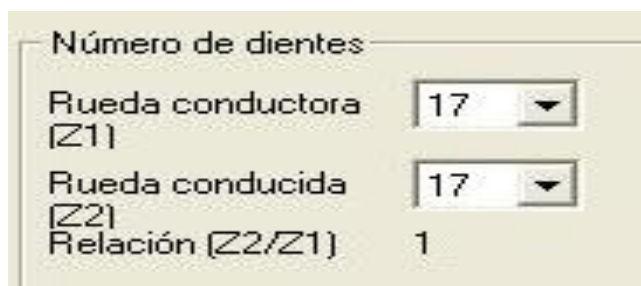 Número de dientes
Rueda conductora 17
(Z1)
Rueda conducida 17
(Z2)
Relación (Z2/Z1) 1